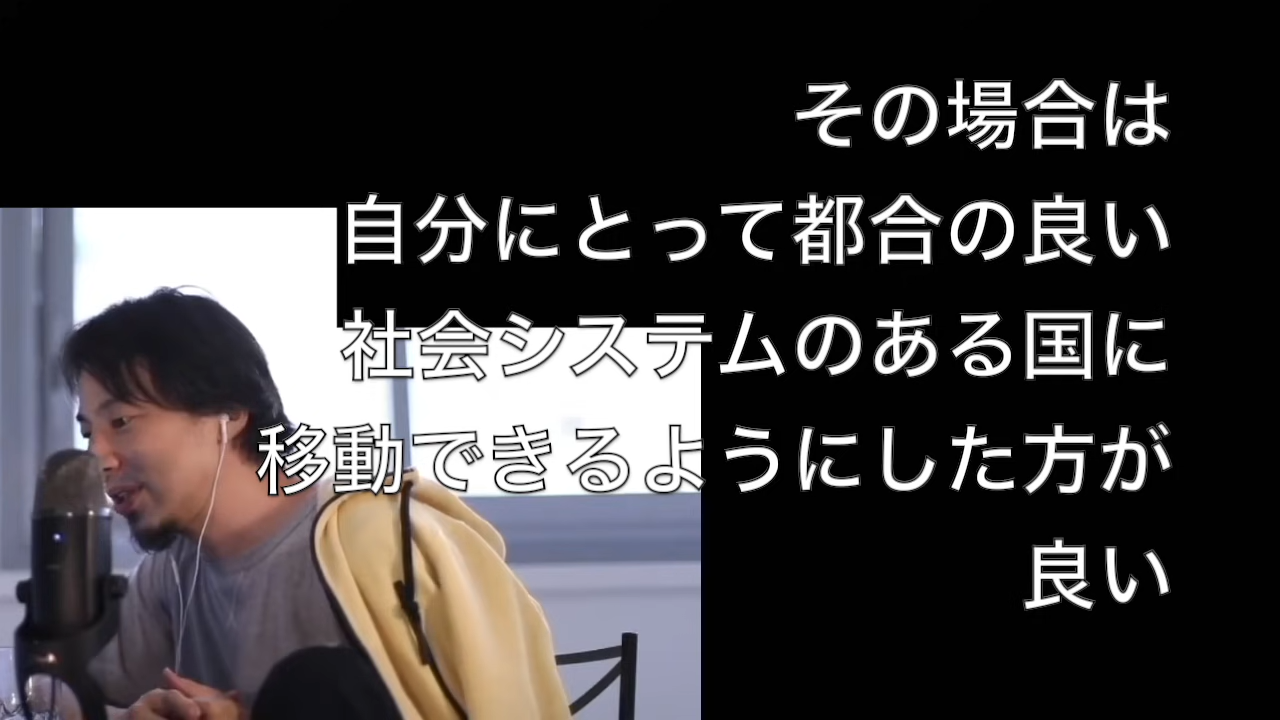 その場合は
自分にとって都合の良い
社会システムのある国に
移動できるようにした方が
良い